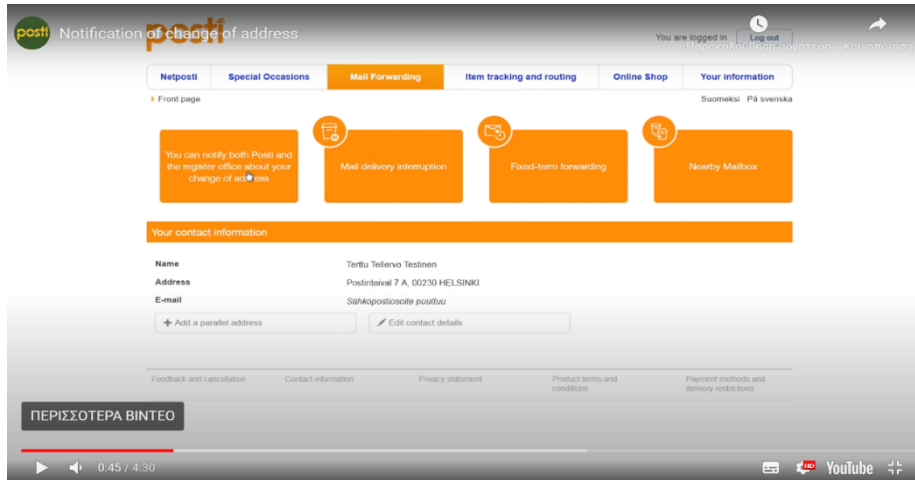 posti
Notification of change of address
posti
You are logged in
Log out
Παρακολούθηση αργότερα
Κοινοποίηση
Netposti
Special Occasions
Mail Forwarding
Item tracking and routing
Online Shop
Your information
Front page
Suomeksi
På svenska
You can notify both Posti and
the register office about your
change of address
Mail delivery interruption
Fixed-term forwarding
Nearby Mailbox
Your contact information
Name
Terttu Tellervo Testinen
Address
Postintaival 7 A, 00230 HELSINKI
E-mail
Sähköpostiosoite puuttuu
Add a parallel address
Edit contact details
Feedback and cancellation
Contact information
Privacy statement
Product terms and
conditions
Payment methods and
delivery restrictions
ΠΕΡΙΣΣΟΤΕΡΑ ΒΙΝΤΕΟ
0:45 / 4:30
HD
YouTube